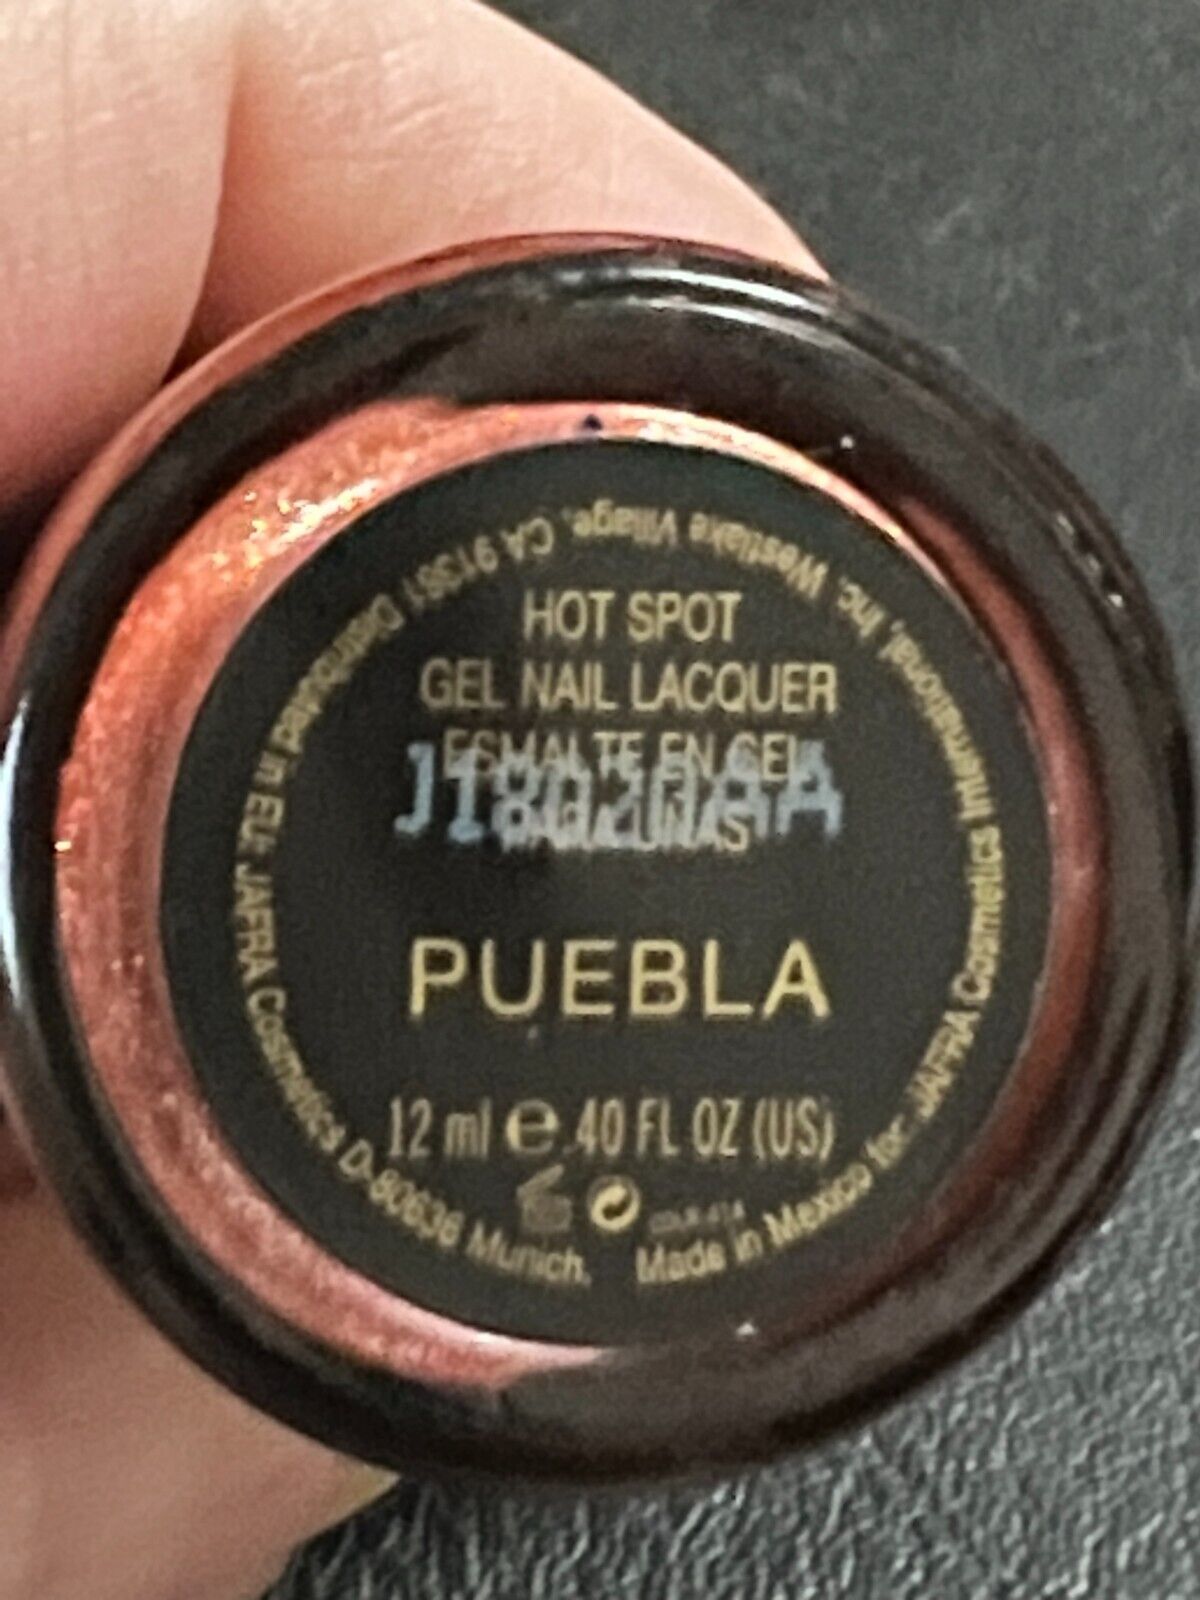 HOT SPOT
GEL NAIL LACQUER
ESMALTE EN GEL
PUEBLA
12 ml e .40 FL OZ (US)
Made in Mexico for: JAFRA Cosmetics International, Inc. Westlake Village, CA 91361 Distributed in EU: JAFRA Cosmetics D-80636 Munich.